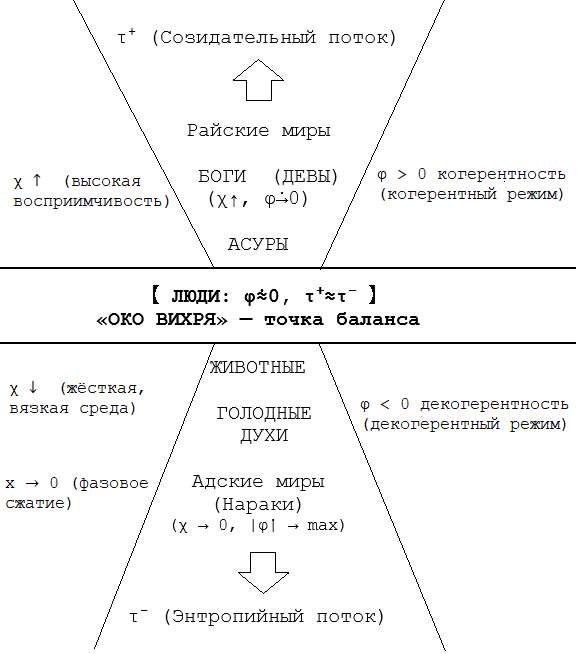 τ⁺ (Созидательный поток)
Райские миры
χ ↑ (высокая
восприимчивость)
БОГИ (ДЕВЫ)
(χ↑, φ̇→0)
φ > 0 когерентность
(когерентный режим)
АСУРЫ
【 ЛЮДИ: φ≈̇0, τ⁺≈τ⁻ 】
«ОКО ВИХРЯ» — точка баланса
ЖИВОТНЫЕ
χ ↓ (жёсткая,
вязкая среда)
ГОЛОДНЫЕ
ДУХИ
φ < 0 декогерентность
(декогерентный режим)
x → 0 (фазовое
сжатие)
Адские миры
(Нараки)
(χ → 0, |φ↑ → max)
τ⁻ (Энтропийный поток)